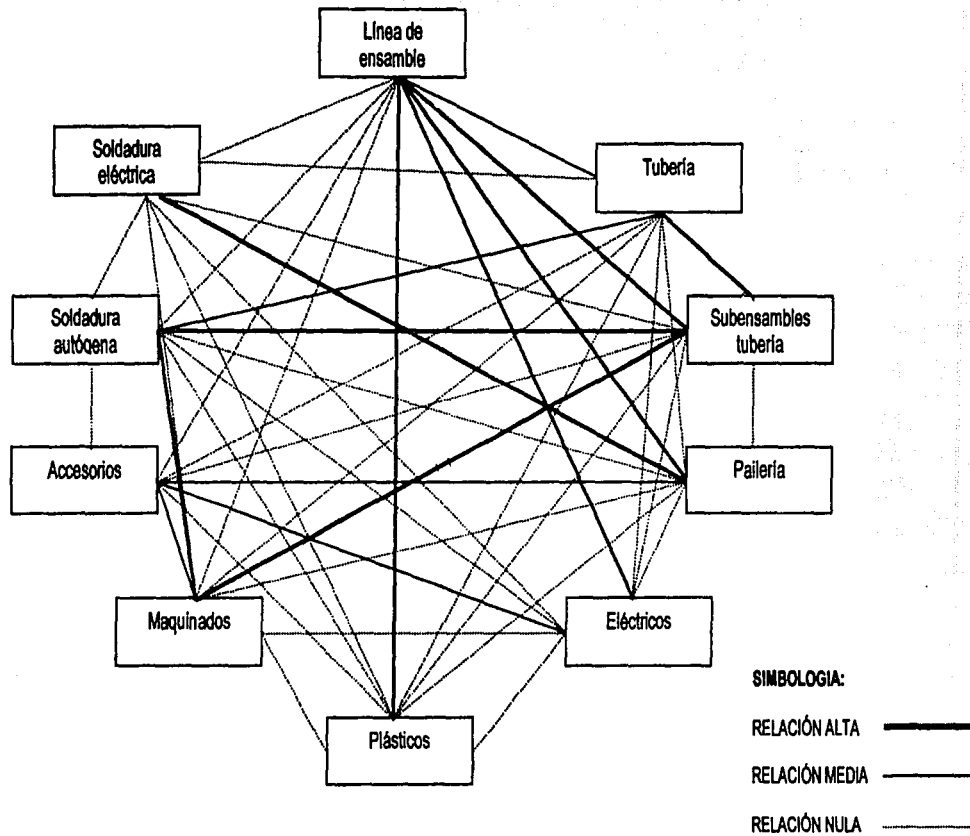 Línea de
ensamble
Soldadura
eléctrica
Tubería
Soldadura
autógena
Subensambles
tubería
Accesorios
Pailería
Maquinados
Eléctricos
Plásticos
SIMBOLOGIA:
RELACIÓN ALTA
RELACIÓN MEDIA
RELACIÓN NULA